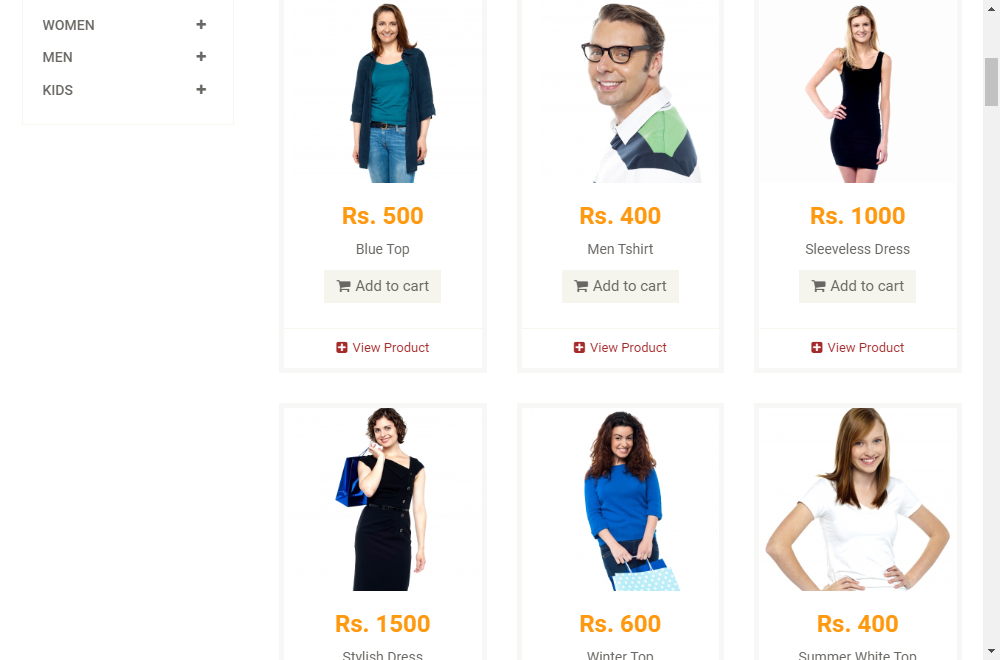 WOMEN
MEN
KIDS
Rs. 500
Blue Top
Add to cart
View Product
Rs. 400
Men Tshirt
Add to cart
View Product
Rs. 1000
Sleeveless Dress
Add to cart
View Product
Rs. 1500
Stylish Dress
Rs. 600
Winter Top
Rs. 400
Summer White Top